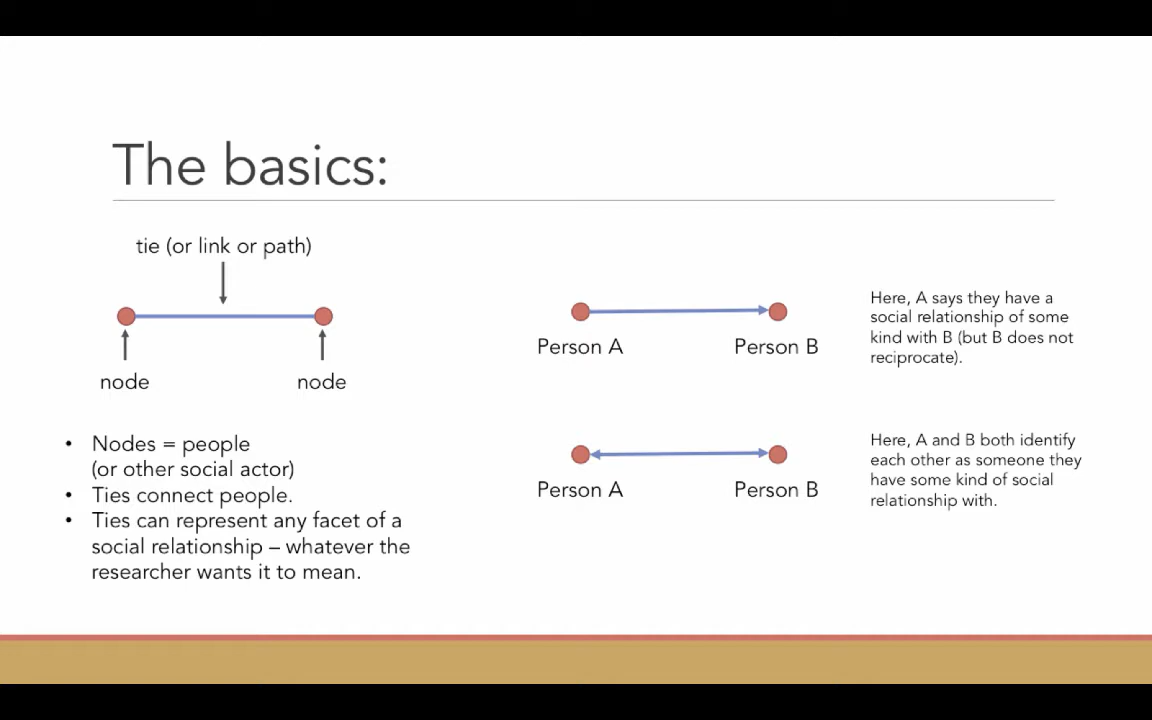 The basics:
tie (or link or path)
node
node
• Nodes = people
(or other social actor)
• Ties connect people.
• Ties can represent any facet of a
social relationship – whatever the
researcher wants it to mean.
Person A
Person B
Here, A says they have a
social relationship of some
kind with B (but B does not
reciprocate).
Person A
Person B
Here, A and B both identify
each other as someone they
have some kind of social
relationship with.